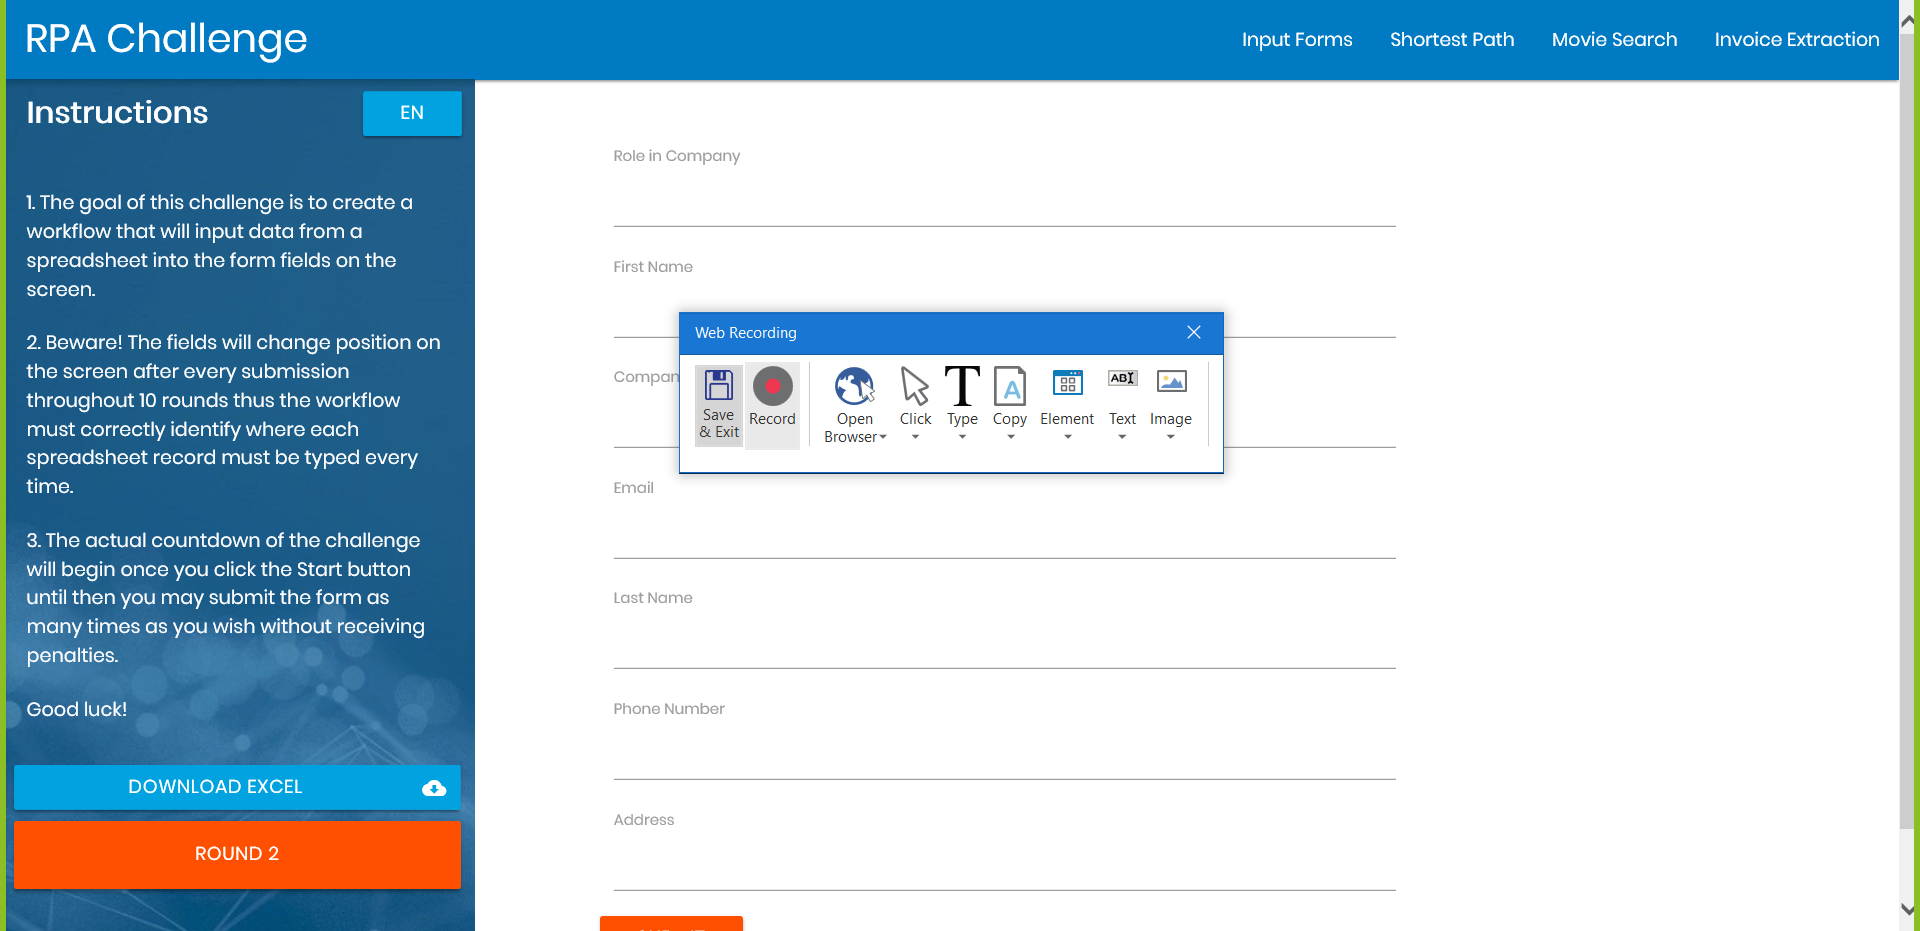 RPA Challenge
Input Forms
Shortest Path
Movie Search
Invoice Extraction
Instructions
EN
1. The goal of this challenge is to create a
workflow that will input data from a
spreadsheet into the form fields on the
screen.
2. Beware! The fields will change position on
the screen after every submission
throughout 10 rounds thus the workflow
must correctly identify where each
spreadsheet record must be typed every
time.
3. The actual countdown of the challenge
will begin once you click the Start button
until then you may submit the form as
many times as you wish without receiving
penalties.
Good luck!
DOWNLOAD EXCEL
ROUND 2
Role in Company
First Name
Web Recording
Save
& Exit
Record
Open
Browser
Click
T
Type
A
Copy
Element
AB
Text
Image
Email
Last Name
Phone Number
Address